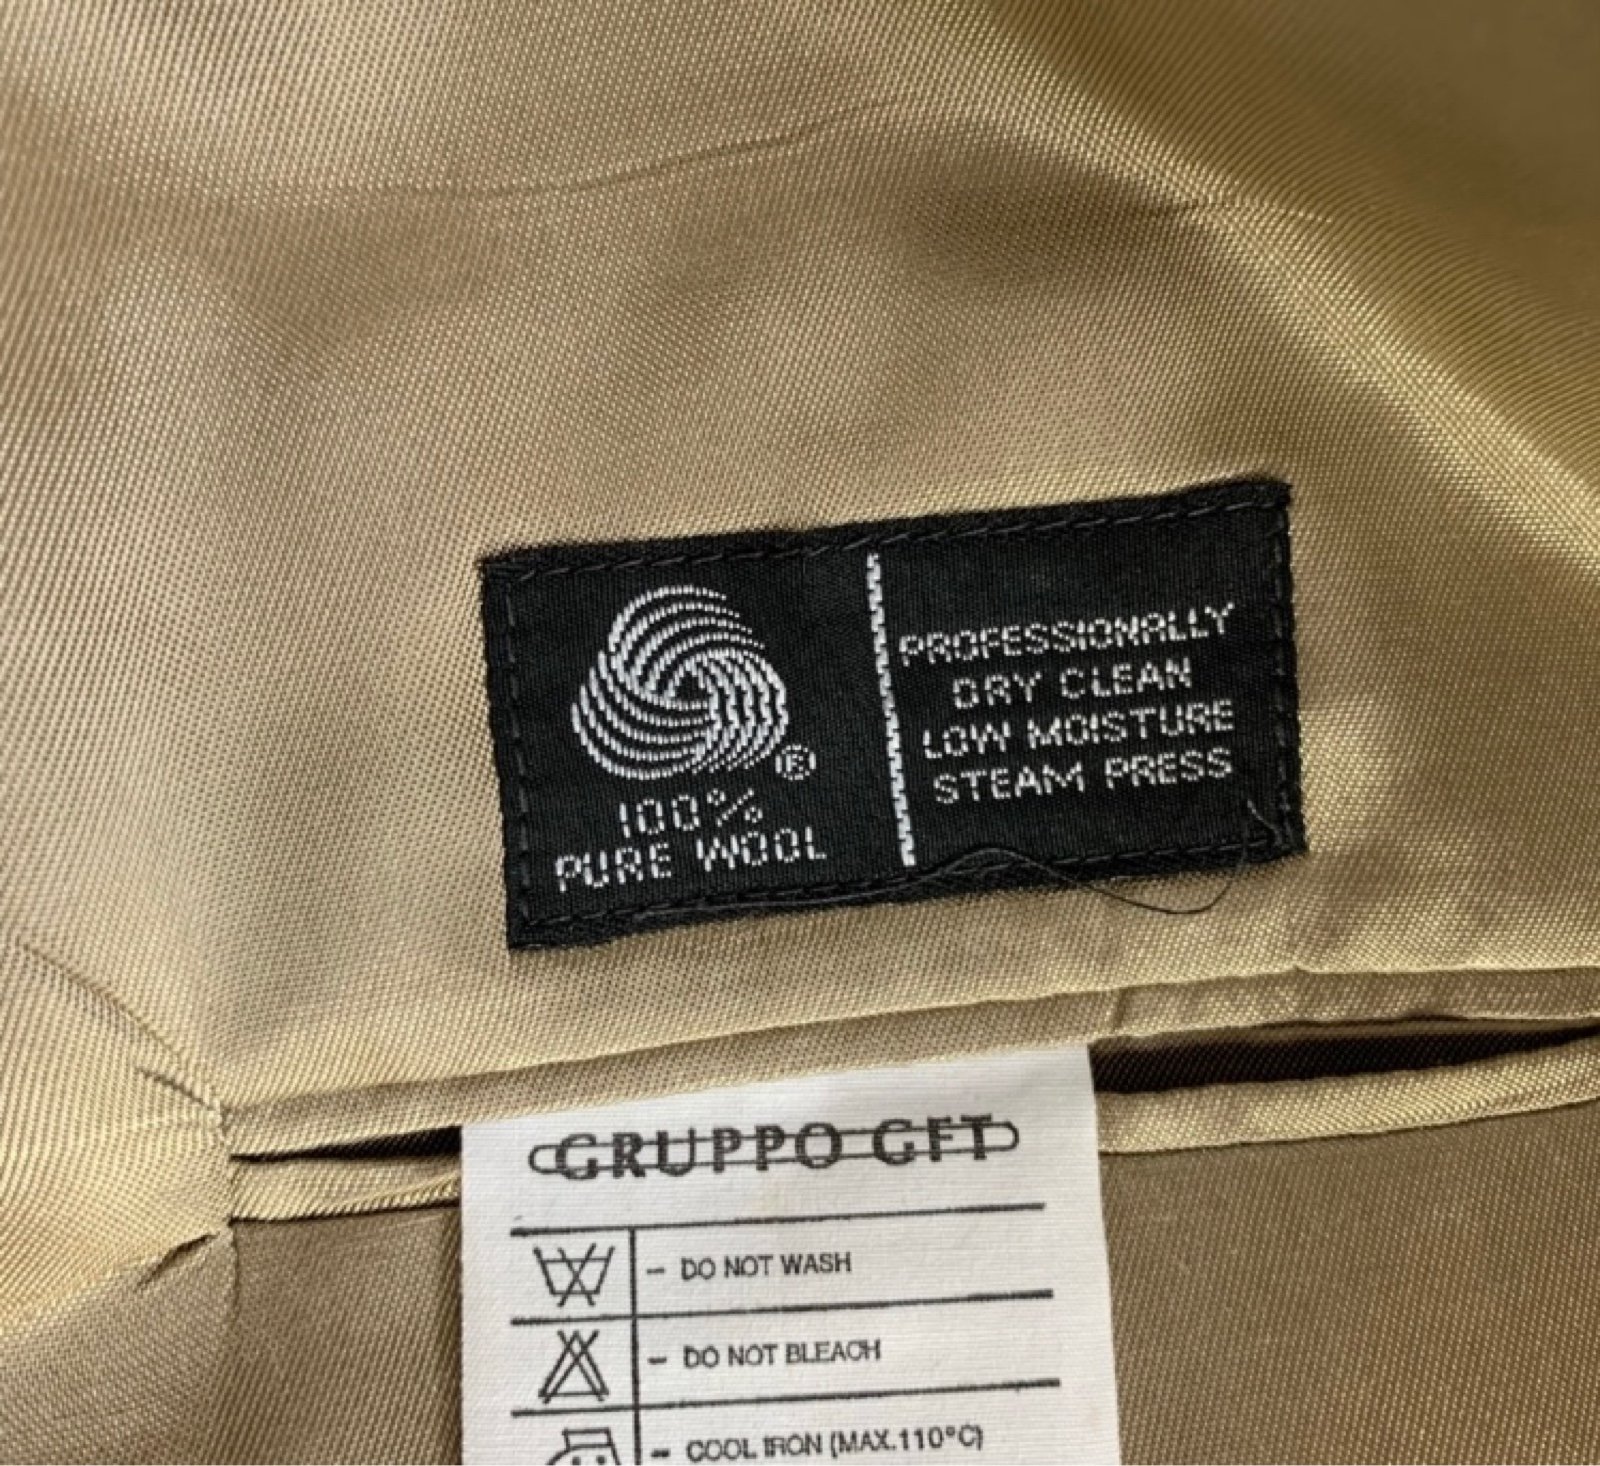 ®
100%
PURE WOOL
PROFESSIONALLY
DRY CLEAN
LOW MOISTURE
STEAM PRESS
GRUPPO GFT
- DO NOT WASH
- DO NOT BLEACH
- COOL IRON (MAX.110°C)